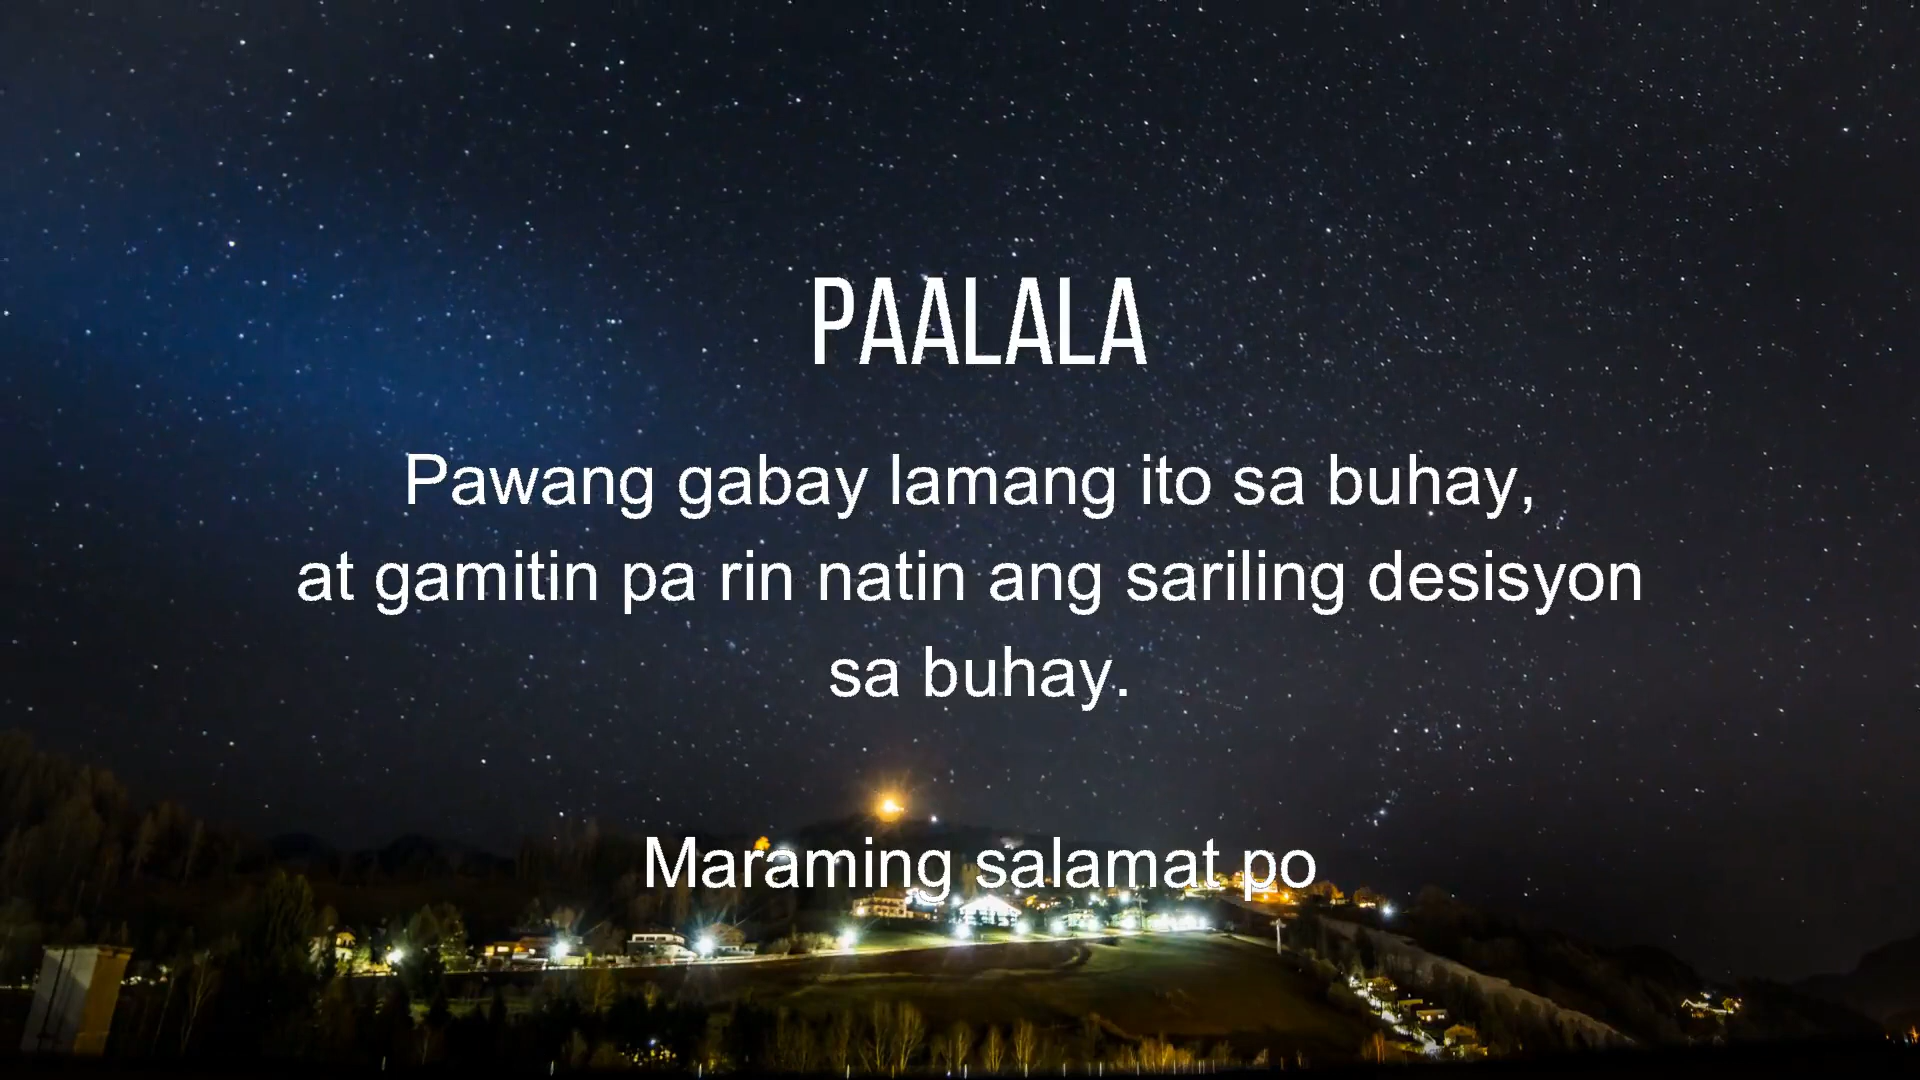 PAALALA
Pawang gabay lamang ito sa buhay,
at gamitin pa rin natin ang sariling desisyon
sa buhay.
Maraming salamat po